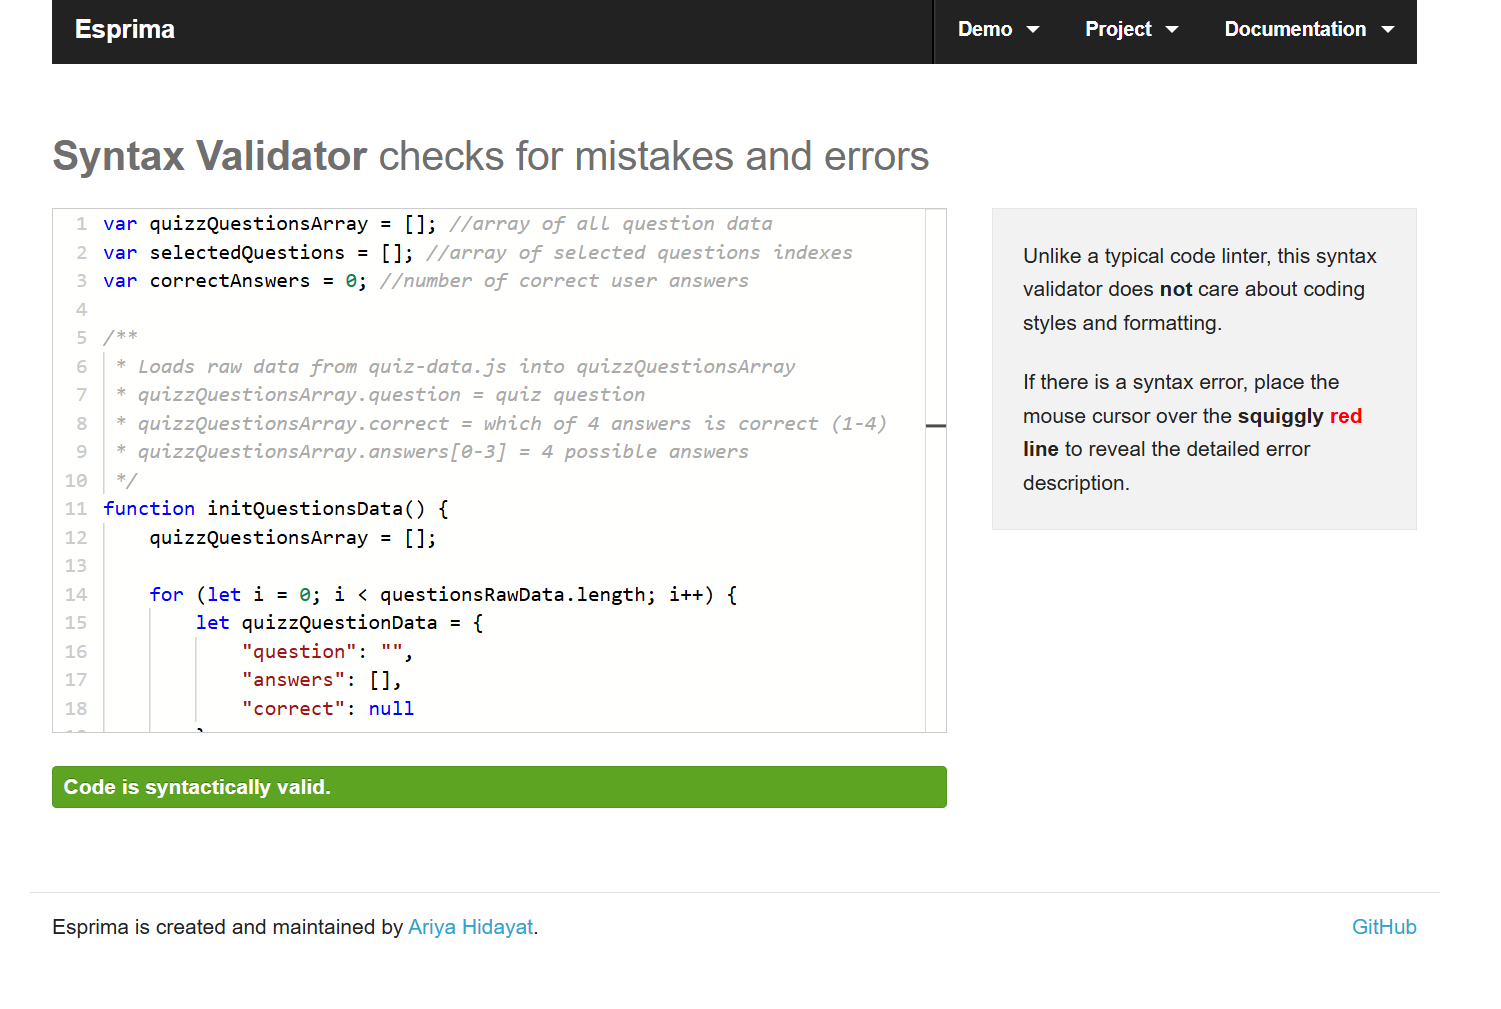 Esprima
Demo
Project
Documentation
Syntax Validator checks for mistakes and errors
1 var quizzQuestionsArray = []; //array of all question data
2 var selectedQuestions = []; //array of selected questions indexes
3 var correctAnswers = 0; //number of correct user answers
4
5 /**
6  * Loads raw data from quiz-data.js into quizzQuestionsArray
7  * quizzQuestionsArray.question = quiz question
8  * quizzQuestionsArray.correct = which of 4 answers is correct (1-4)
9  * quizzQuestionsArray.answers[0-3] = 4 possible answers
10  */
11 function initQuestionsData() {
12     quizzQuestionsArray = [];
13
14     for (let i = 0; i < questionsRawData.length; i++) {
15         let quizzQuestionData = {
16             "question": "",
17             "answers": [],
18             "correct": null
Code is syntactically valid.
Unlike a typical code linter, this syntax
validator does not care about coding
styles and formatting.
If there is a syntax error, place the
mouse cursor over the squiggly red
line to reveal the detailed error
description.
Esprima is created and maintained by Ariya Hidayat.
GitHub